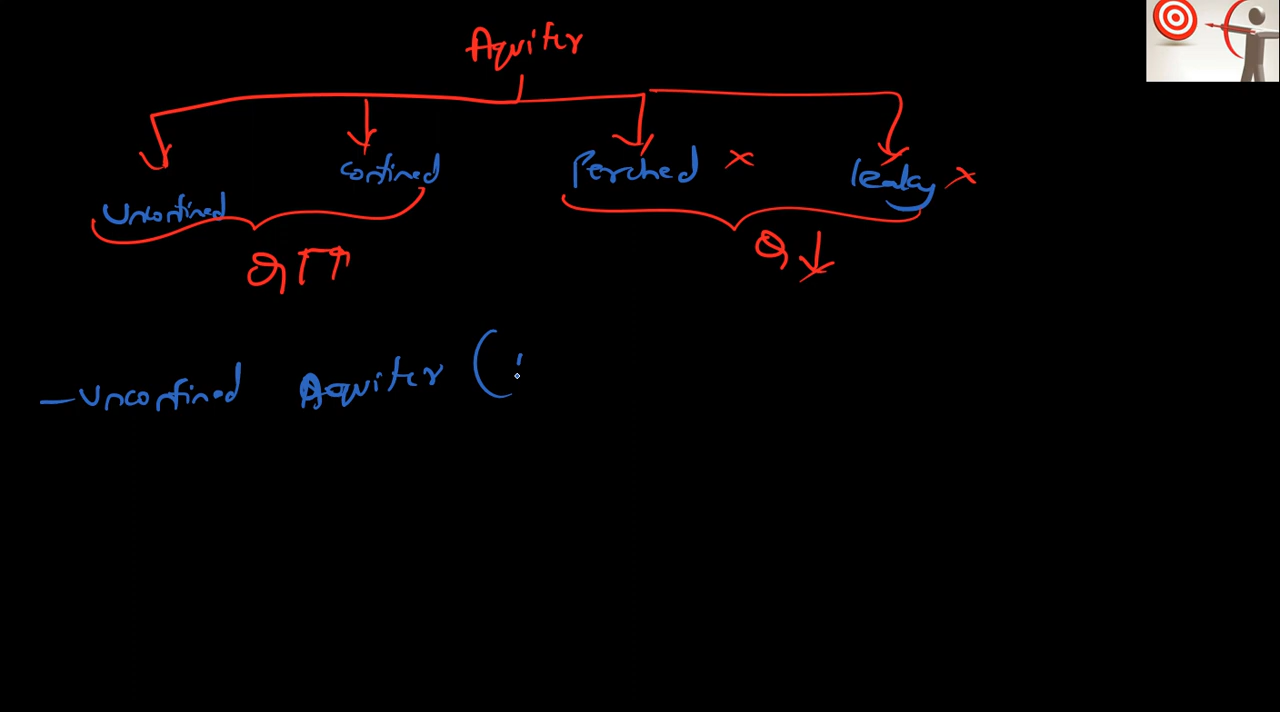 Aquifer
Unconfined confined Perched × leaky ×
Q ↑↑ Q ↓
- Unconfined Aquifer (